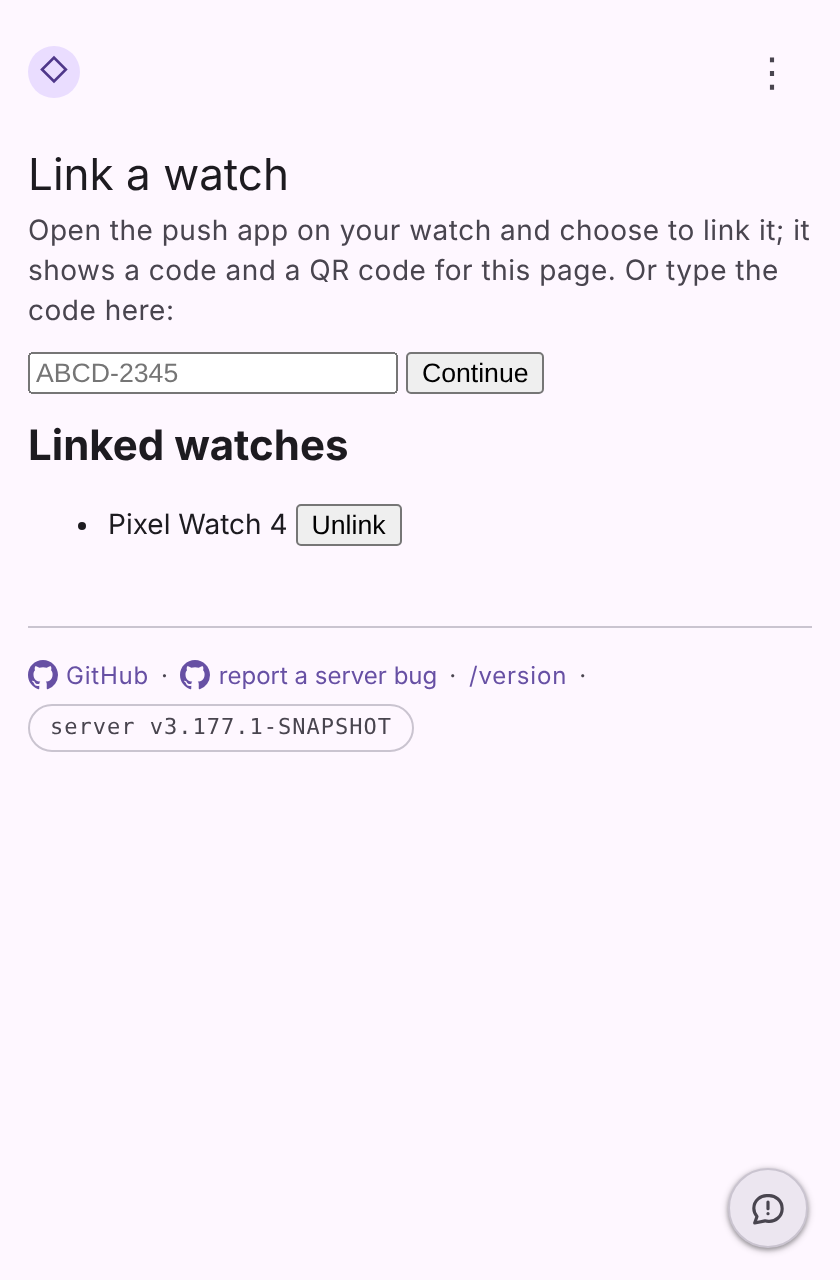 Link a watch
Open the push app on your watch and choose to link it; it
shows a code and a QR code for this page. Or type the
code here:
ABCD-2345 Continue
Linked watches
• Pixel Watch 4 Unlink
GitHub · report a server bug · /version ·
server v3.177.1-SNAPSHOT